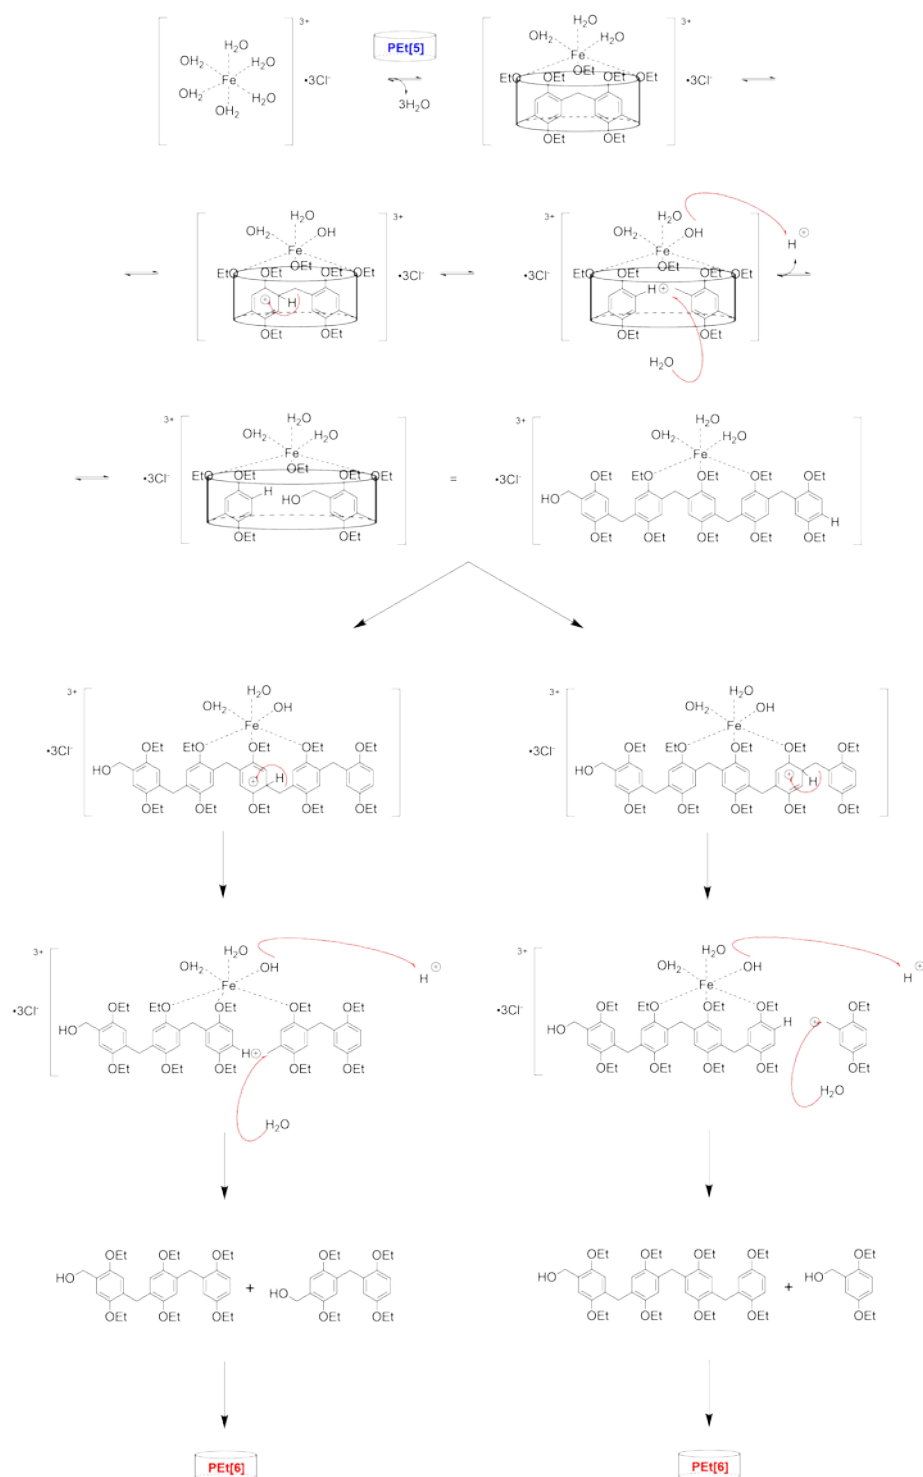 3+
H₂O
PEt[5]
H₂O
3+
OH₂
H₂O
OH₂
H₂O
Fe
•3Cl⁻
Fe
•3Cl⁻
OH₂
H₂O
OH₂
3H₂O
EtO OEt OEt OEt OEt
OEt OEt
3+
H₂O
3+
H₂O
OH₂
OH
OH₂
OH
H⊕
Fe
•3Cl⁻
•3Cl⁻
Fe
EtO OEt OEt OEt OEt
EtO OEt OEt OEt OEt
⊕ H
H ⊕
OEt OEt
OEt OEt
H₂O
3+
H₂O
3+
H₂O
OH₂
H₂O
OH₂
H₂O
•3Cl⁻
Fe
=
•3Cl⁻
Fe
EtO OEt OEt OEt OEt
OEt EtO OEt OEt OEt
H
HO
HO
H
OEt OEt
OEt OEt OEt OEt OEt
3+
H₂O
3+
H₂O
OH₂
OH
OH₂
OH
•3Cl⁻
Fe
•3Cl⁻
Fe
OEt EtO OEt OEt OEt
OEt EtO OEt OEt OEt
HO
⊕ H
HO
⊕ H
OEt OEt OEt OEt OEt
OEt OEt OEt OEt OEt
3+
H₂O
3+
H₂O
OH₂
OH
H⊕
OH₂
OH
H⊕
•3Cl⁻
Fe
•3Cl⁻
Fe
OEt EtO OEt OEt OEt
OEt EtO OEt OEt OEt
HO
H⊕
HO
H
⊕
OEt OEt OEt OEt OEt
OEt OEt OEt OEt OEt
H₂O
H₂O
OEt OEt OEt OEt OEt
OEt OEt OEt OEt OEt
HO
+
HO
HO
+
HO
OEt OEt OEt OEt OEt
OEt OEt OEt OEt OEt
PEt[6]
PEt[6]